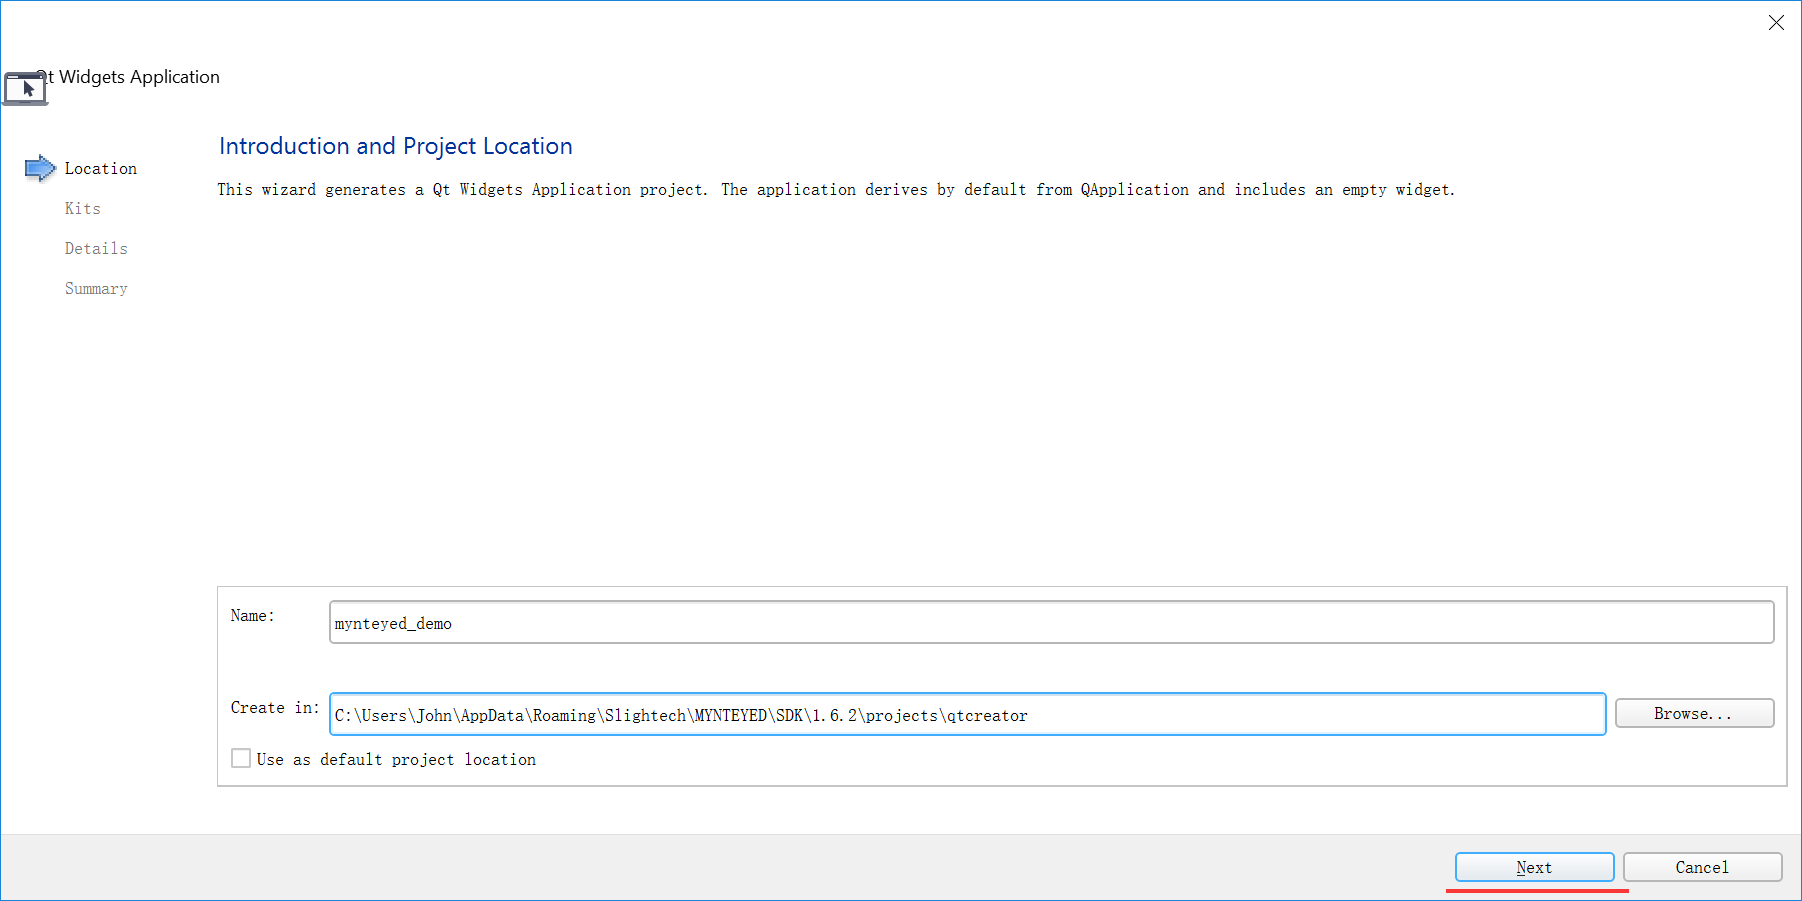 Qt Widgets Application
Introduction and Project Location
Location
This wizard generates a Qt Widgets Application project. The application derives by default from QApplication and includes an empty widget.
Kits
Details
Summary
Name:
mynteyed_demo
Create in:
C:\Users\John\AppData\Roaming\Slightech\MYNTEYED\SDK\1.6.2\projects\qtcreator
Browse...
Use as default project location
Next
Cancel